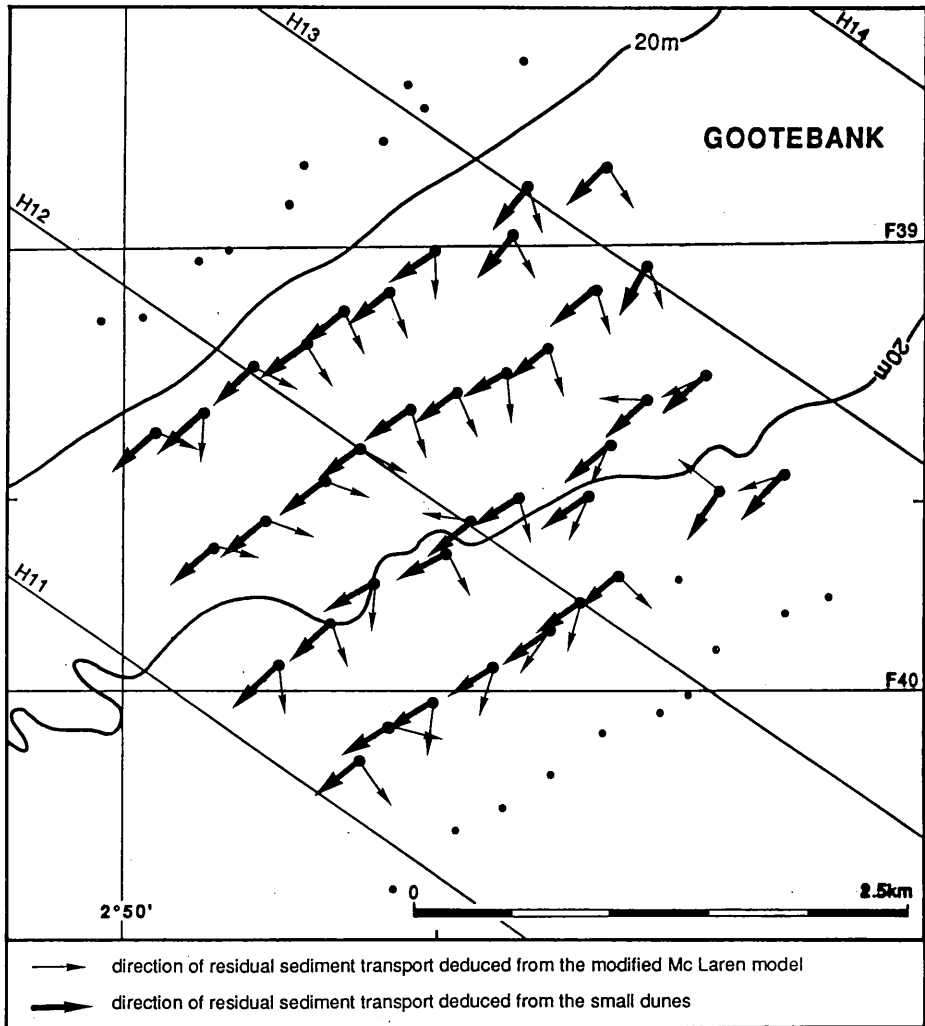 H13
H14
20m
GOOTEBANK
H12
F39
20m
H11
F40
0
2.5km
2°50'
direction of residual sediment transport deduced from the modified Mc Laren model
direction of residual sediment transport deduced from the small dunes